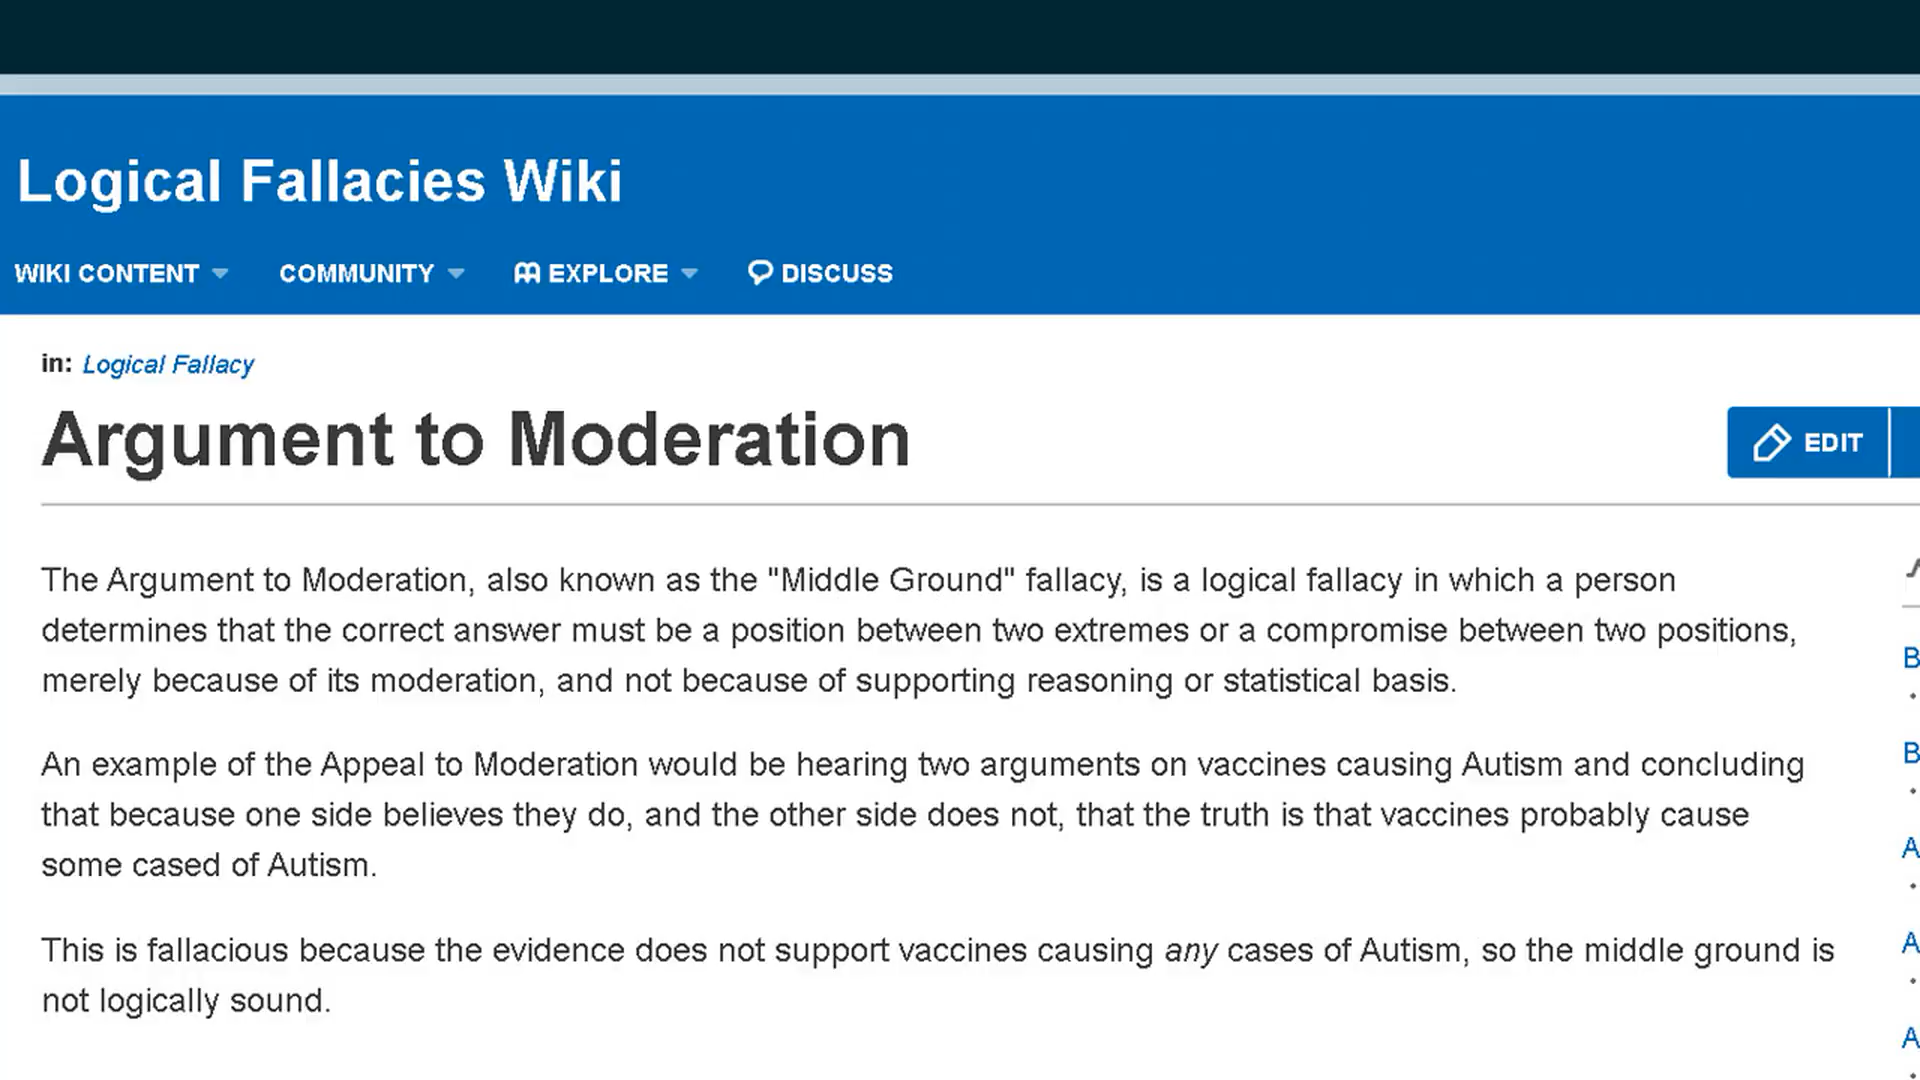 Logical Fallacies Wiki
WIKI CONTENT COMMUNITY EXPLORE DISCUSS
in: Logical Fallacy
Argument to Moderation
EDIT
The Argument to Moderation, also known as the "Middle Ground" fallacy, is a logical fallacy in which a person
determines that the correct answer must be a position between two extremes or a compromise between two positions,
merely because of its moderation, and not because of supporting reasoning or statistical basis.
An example of the Appeal to Moderation would be hearing two arguments on vaccines causing Autism and concluding
that because one side believes they do, and the other side does not, that the truth is that vaccines probably cause
some cased of Autism.
This is fallacious because the evidence does not support vaccines causing any cases of Autism, so the middle ground is
not logically sound.